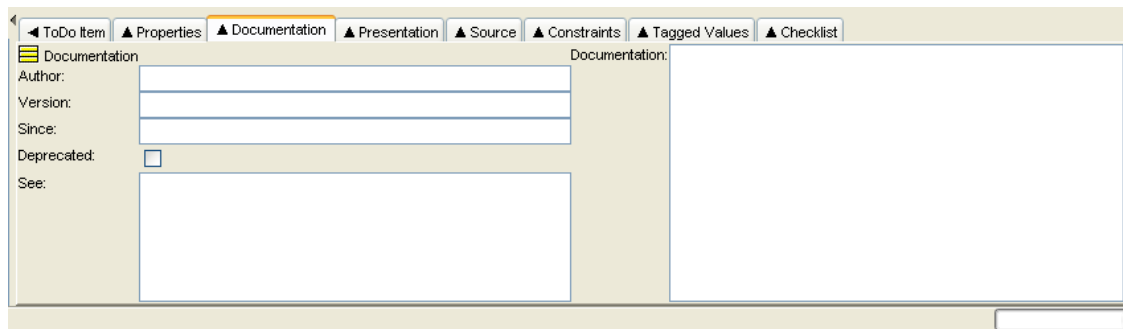 ToDo Item Properties Documentation Presentation Source Constraints Tagged Values Checklist
Documentation
Author:
Version:
Since:
Deprecated:
See:
Documentation: